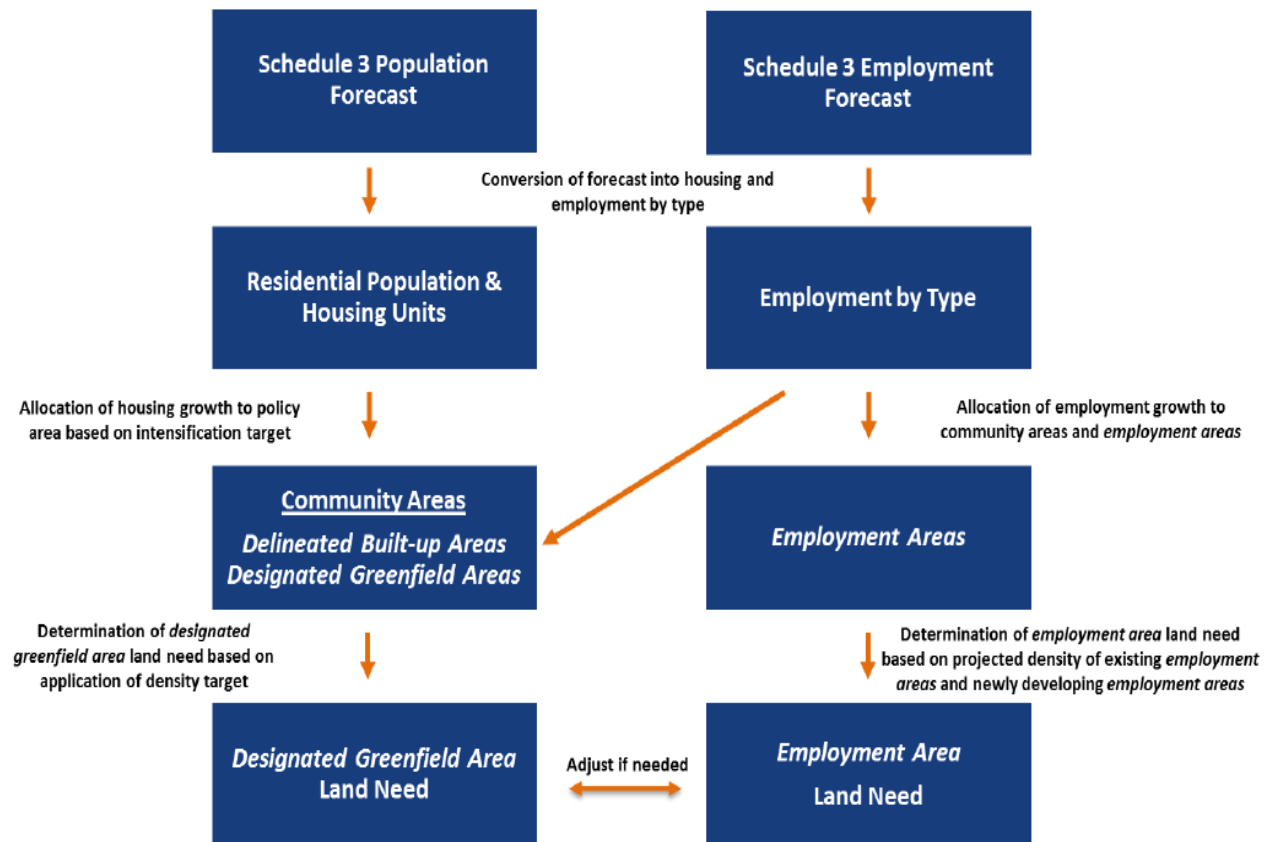 Schedule 3 Population
Forecast
Schedule 3 Employment
Forecast
Conversion of forecast into housing and
employment by type
Residential Population &
Housing Units
Employment by Type
Allocation of housing growth to policy
area based on intensification target
Allocation of employment growth to
community areas and employment areas
Community Areas
Delineated Built-up Areas
Designated Greenfield Areas
Employment Areas
Determination of designated
greenfield area land need based on
application of density target
Determination of employment area land need
based on projected density of existing employment
areas and newly developing employment areas
Designated Greenfield Area
Land Need
Adjust if needed
Employment Area
Land Need